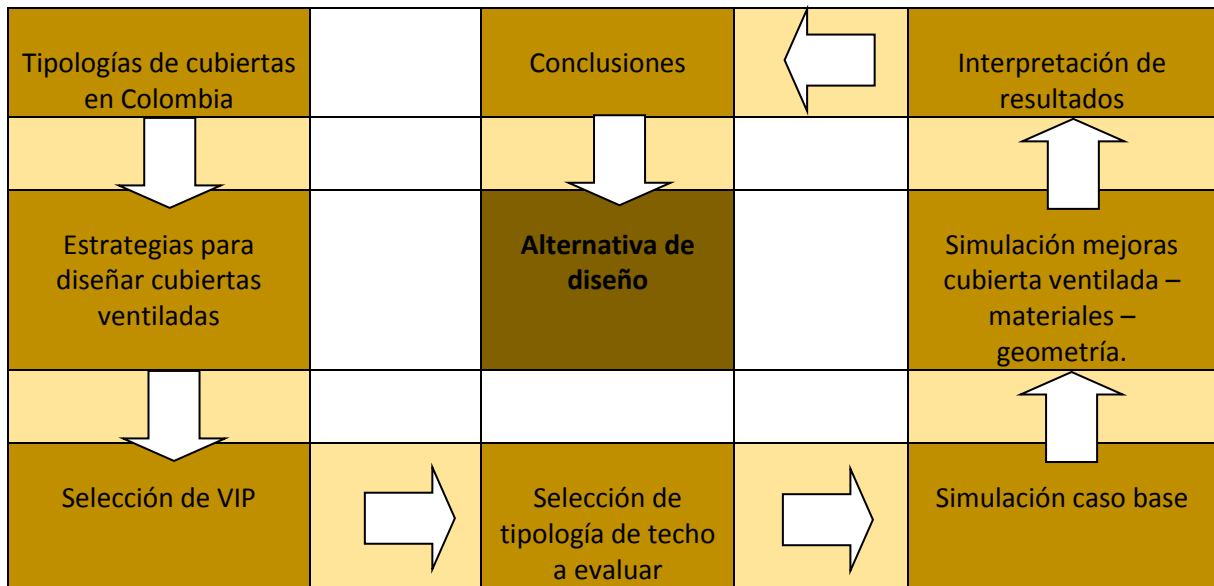 Tipologías de cubiertas
en Colombia
Conclusiones
Interpretación de
resultados
Estrategias para
diseñar cubiertas
ventiladas
Alternativa de
diseño
Simulación mejoras
cubierta ventilada –
materiales –
geometría.
Selección de VIP
Selección de
tipología de techo
a evaluar
Simulación caso base